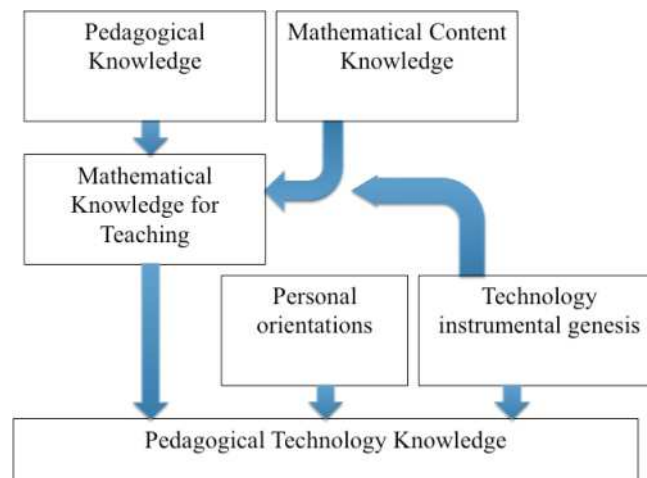 Pedagogical
Knowledge
Mathematical Content
Knowledge
Mathematical
Knowledge for
Teaching
Personal
orientations
Technology
instrumental genesis
Pedagogical Technology Knowledge